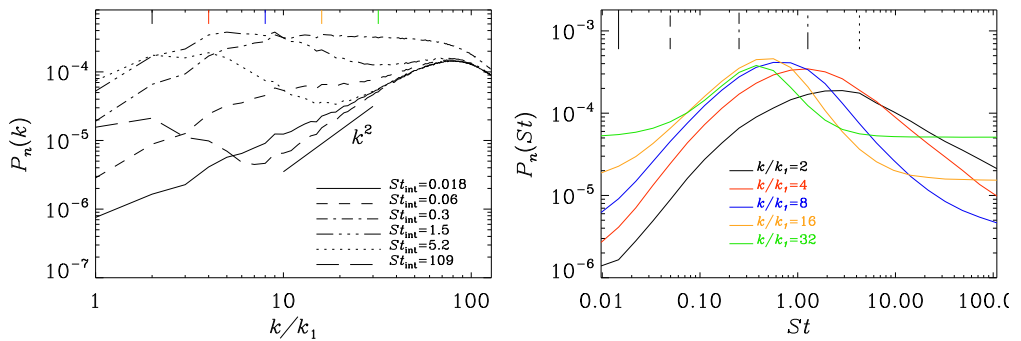 P_n(k)
10^-4
10^-5
10^-6
10^-7
k^2
St_int=0.018
St_int=0.06
St_int=0.3
St_int=1.5
St_int=5.2
St_int=109
1 10 100
k/k_1
P_n(St)
10^-3
10^-4
10^-5
10^-6
k/k_1=2
k/k_1=4
k/k_1=8
k/k_1=16
k/k_1=32
0.01 0.10 1.00 10.00 100.0
St